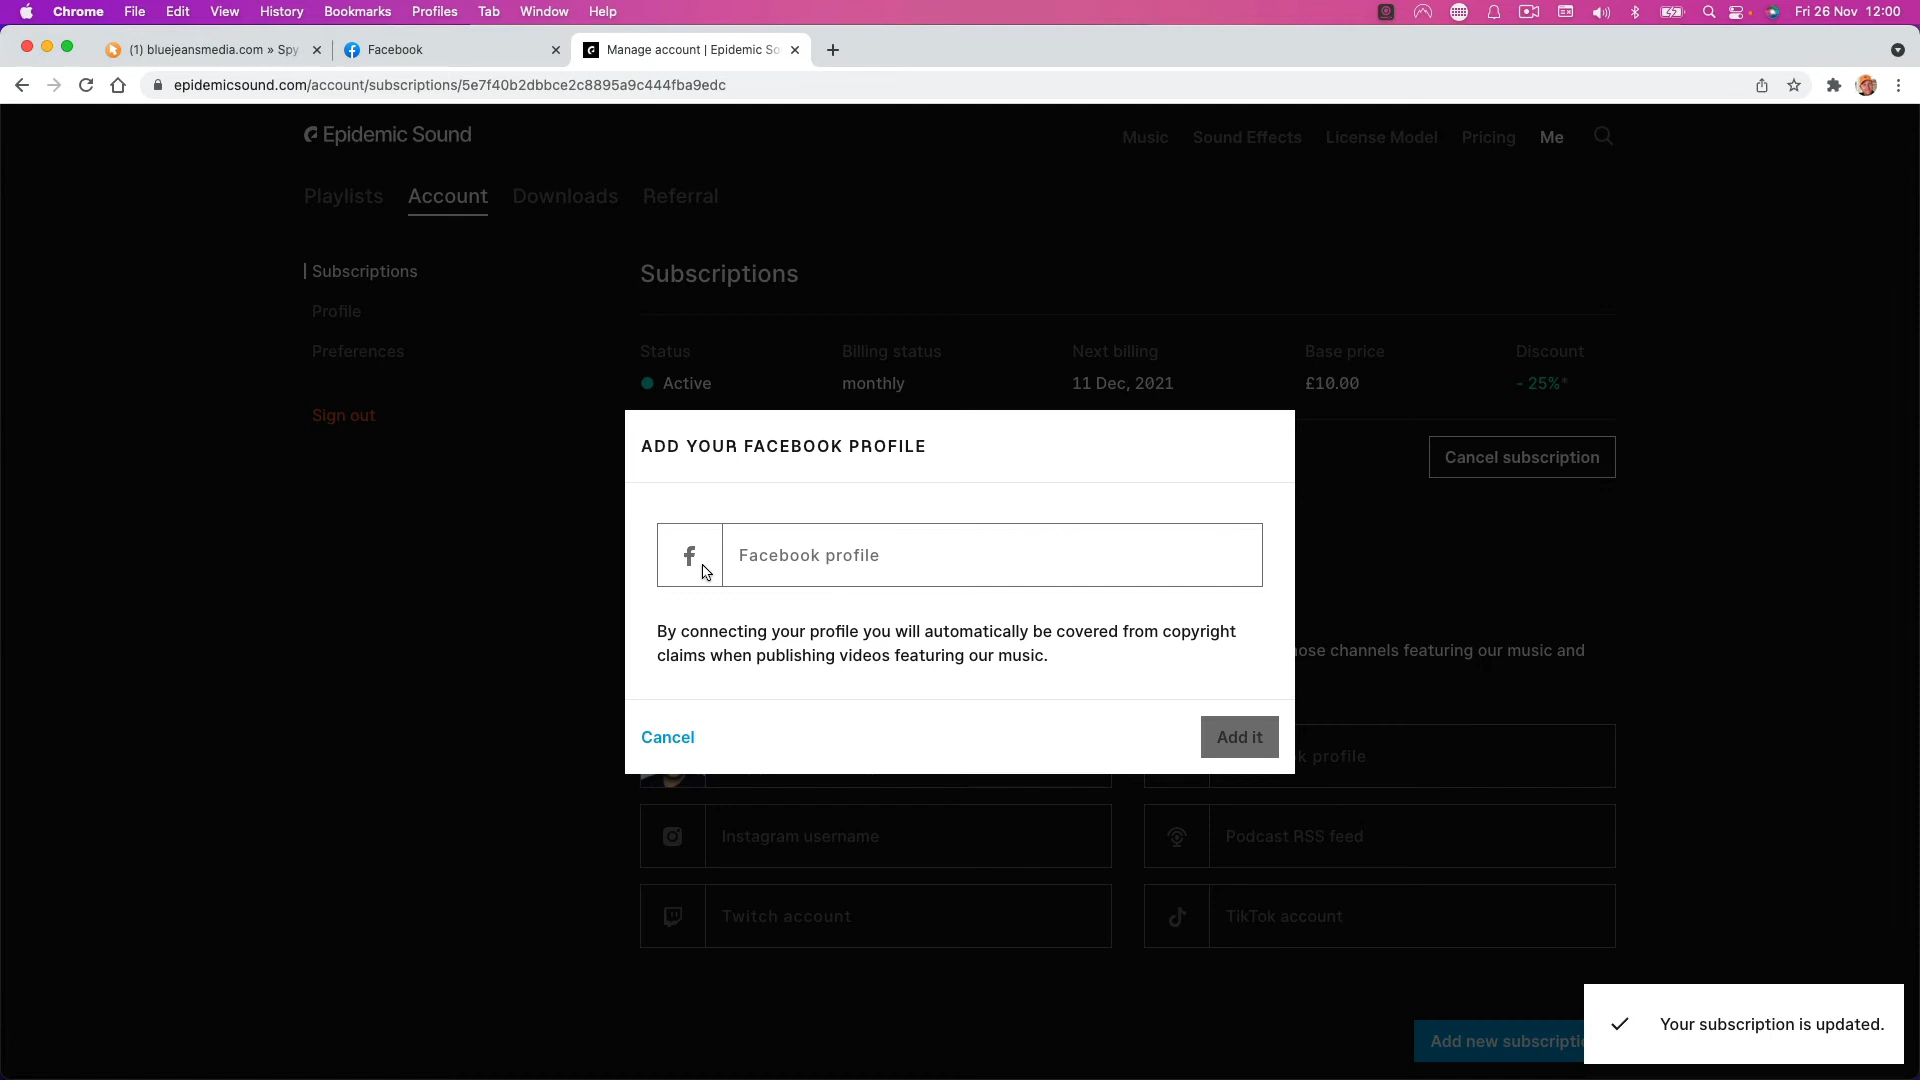 Chrome File Edit View History Bookmarks Profiles Tab Window Help Fri 26 Nov 12:00
(1) bluejeansmedia.com » Spy Facebook Manage account | Epidemic So
epidemicsound.com/account/subscriptions/5e7f40b2dbbce2c8895a9c444fba9edc
Epidemic Sound Music Sound Effects License Model Pricing Me
Playlists Account Downloads Referral
Subscriptions
Profile
Preferences
Sign out
Subscriptions
Status Billing status Next billing Base price Discount
Active monthly 11 Dec, 2021 £10.00 - 25%*
Cancel subscription
ADD YOUR FACEBOOK PROFILE
Facebook profile
By connecting your profile you will automatically be covered from copyright
claims when publishing videos featuring our music.
Cancel Add it
hose channels featuring our music and
k profile
Instagram username Podcast RSS feed
Twitch account TikTok account
Add new subscriptio
Your subscription is updated.